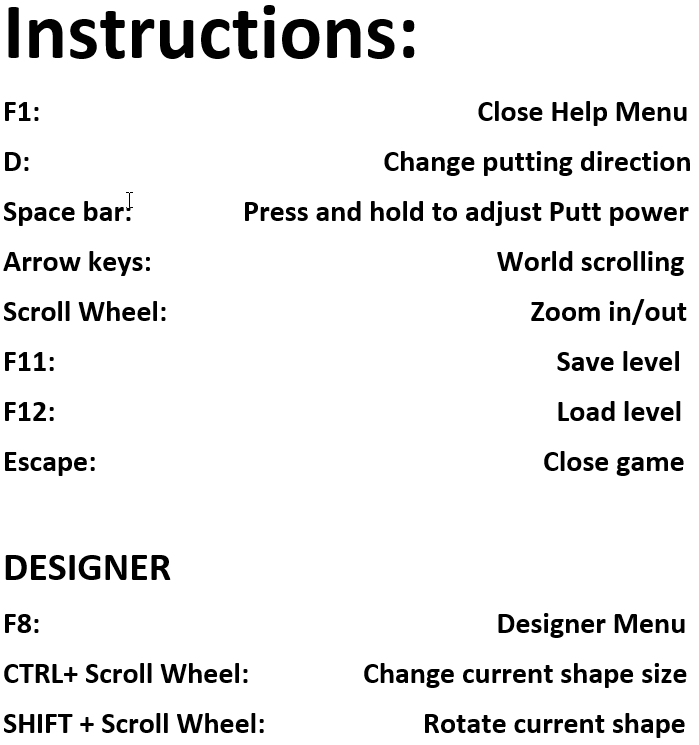 Instructions:
F1: Close Help Menu
D: Change putting direction
Space bar: Press and hold to adjust Putt power
Arrow keys: World scrolling
Scroll Wheel: Zoom in/out
F11: Save level
F12: Load level
Escape: Close game
DESIGNER
F8: Designer Menu
CTRL+ Scroll Wheel: Change current shape size
SHIFT + Scroll Wheel: Rotate current shape